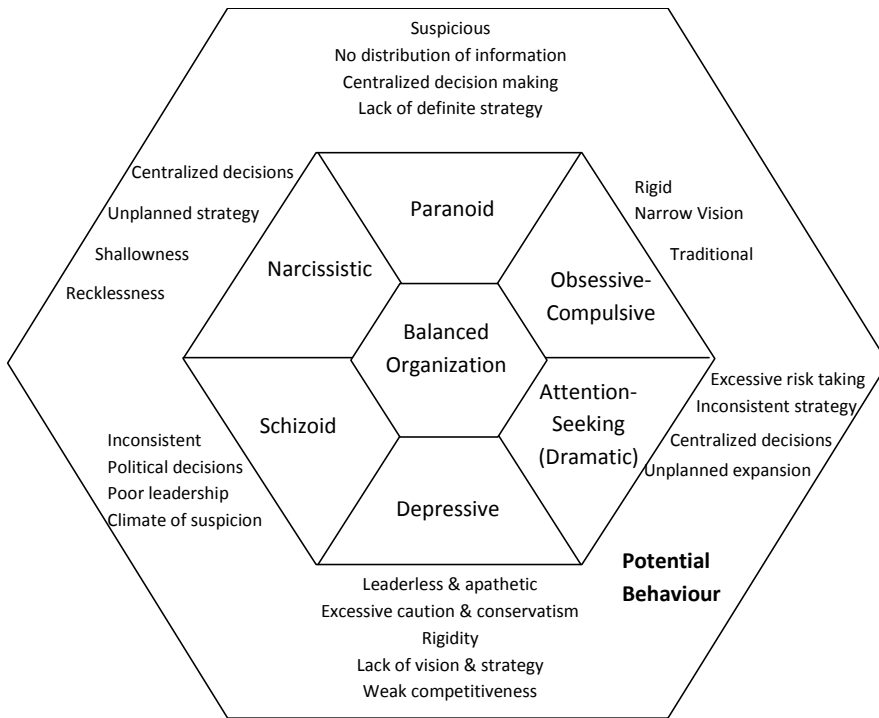 Suspicious
No distribution of information
Centralized decision making
Lack of definite strategy
Centralized decisions
Unplanned strategy
Shallowness
Recklessness
Paranoid
Narcissistic
Rigid
Narrow Vision
Traditional
Obsessive-
Compulsive
Balanced
Organization
Schizoid
Attention-
Seeking
(Dramatic)
Excessive risk taking
Inconsistent strategy
Centralized decisions
Unplanned expansion
Inconsistent
Political decisions
Poor leadership
Climate of suspicion
Depressive
Potential
Behaviour
Leaderless & apathetic
Excessive caution & conservatism
Rigidity
Lack of vision & strategy
Weak competitiveness